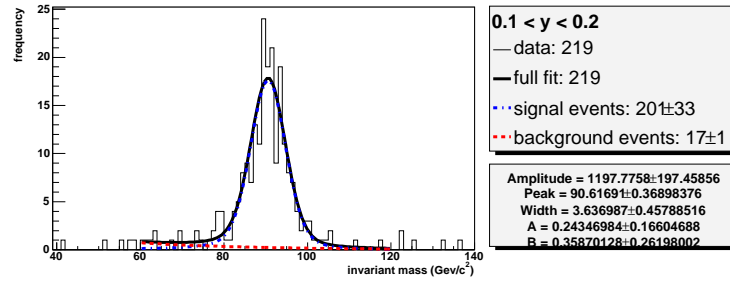 frequency
25
20
15
10
5
0
40
60
80
100
120
140
invariant mass (Gev/c²)
0.1 < y < 0.2
data: 219
full fit: 219
signal events: 201±33
background events: 17±1
Amplitude = 1197.7758±197.45856
Peak = 90.61691±0.36898376
Width = 3.636987±0.45788516
A = 0.24346984±0.16604688
B = 0.35870128±0.26198002